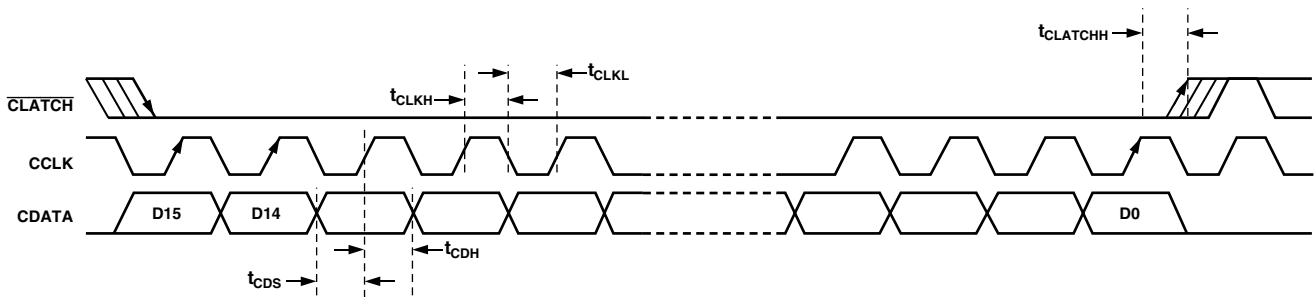 tCLATCHH
tCLKL
tCLKH
CLATCH
CCLK
CDATA
D15
D14
D0
tCDH
tCDS